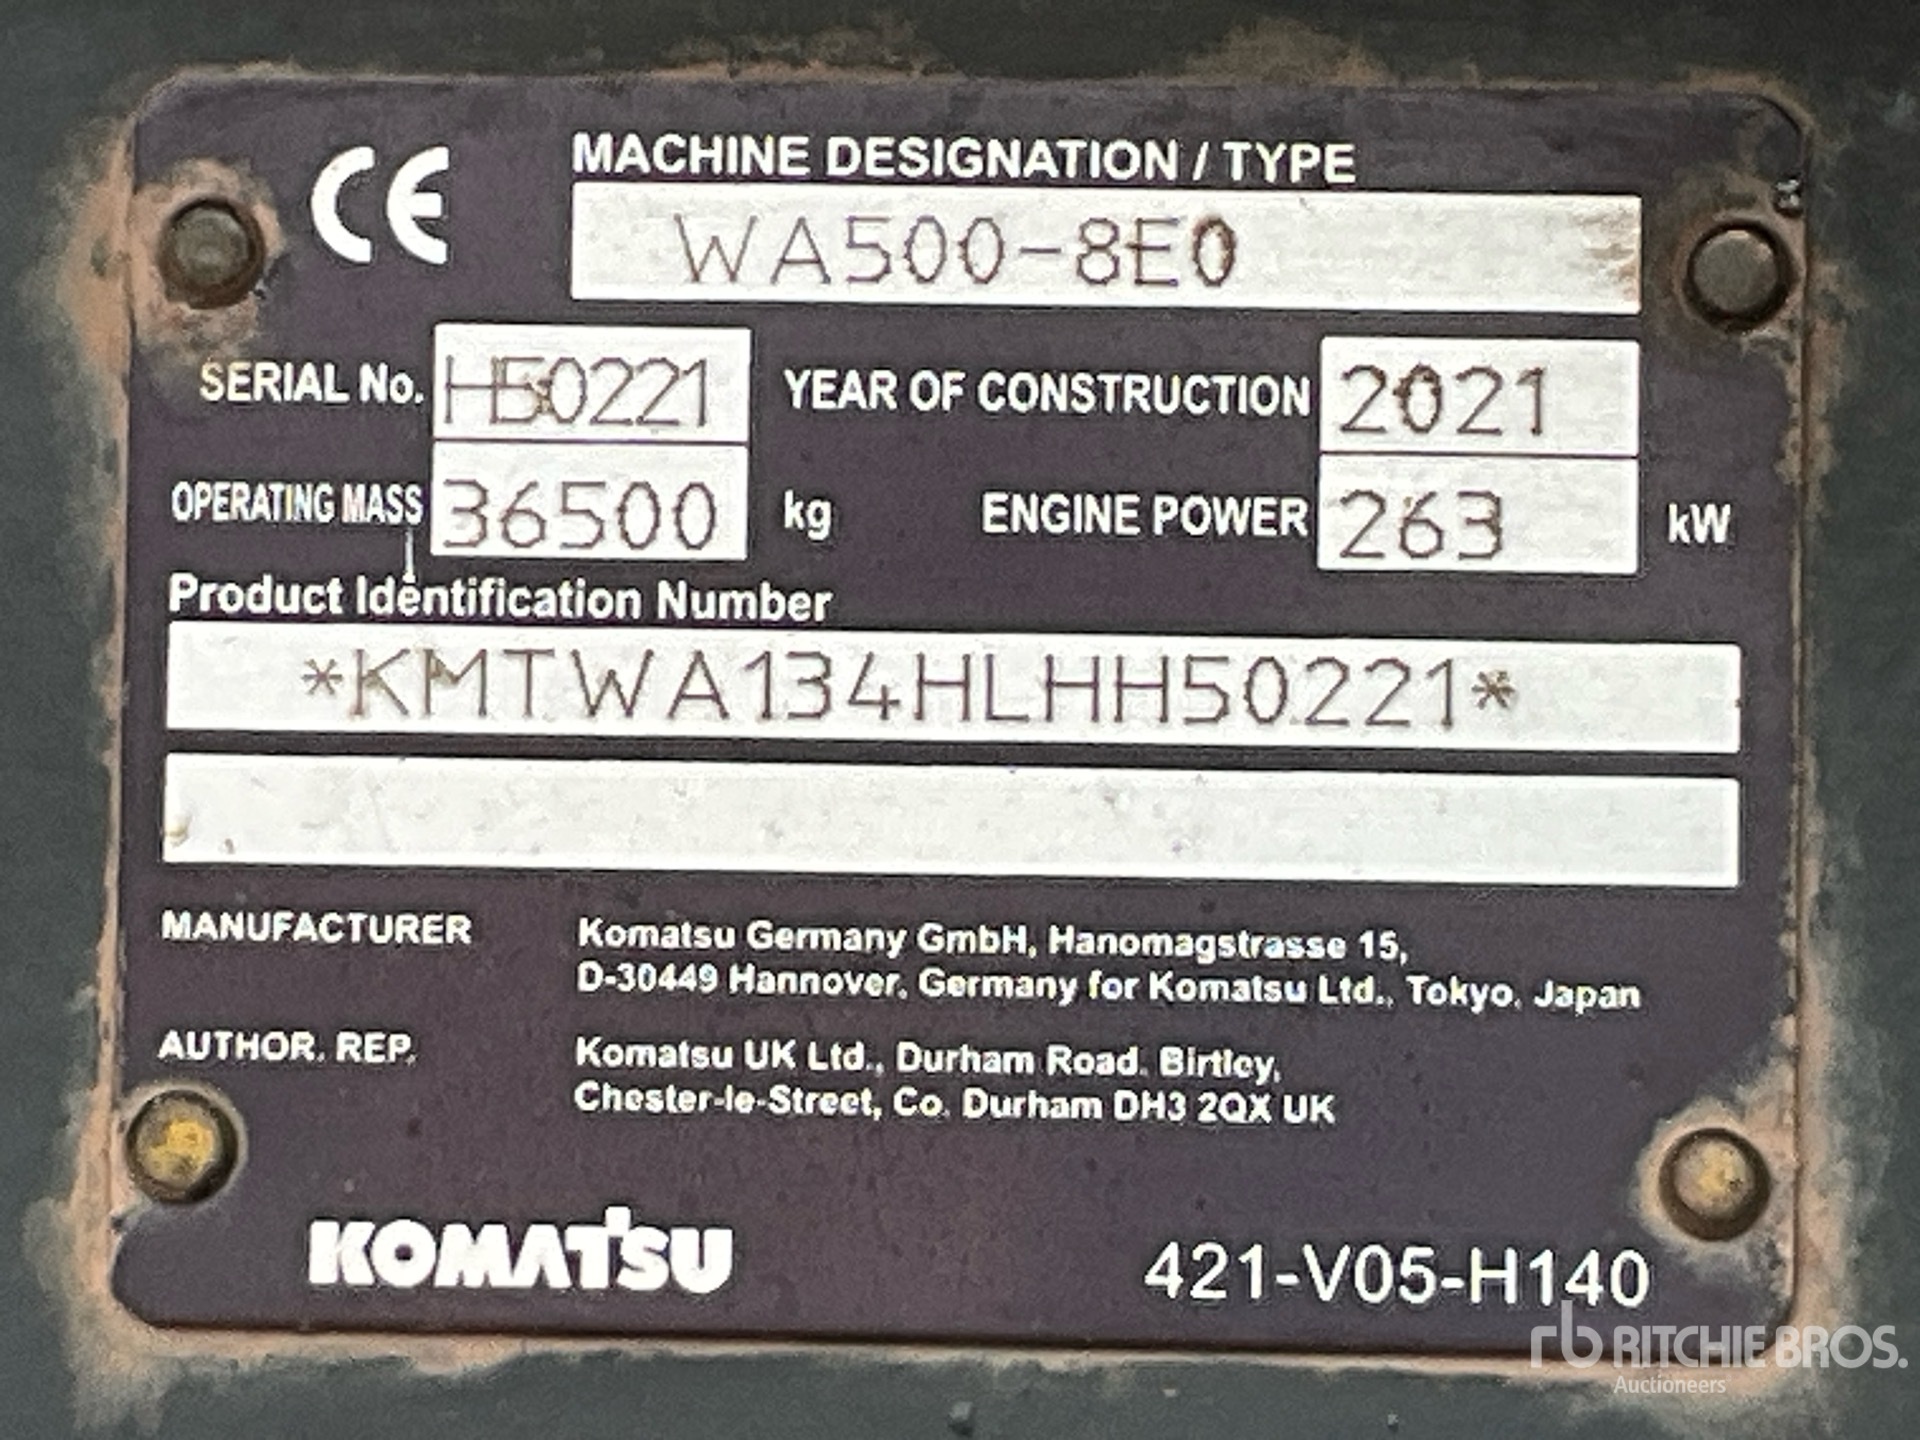 CE
MACHINE DESIGNATION / TYPE
WA500-8E0
SERIAL No. H50221 YEAR OF CONSTRUCTION 2021
OPERATING MASS 36500 kg ENGINE POWER 263 kW
Product Identification Number
*KMTWA134HLHH50221*
MANUFACTURER Komatsu Germany GmbH, Hanomagstrasse 15,
D-30449 Hannover, Germany for Komatsu Ltd., Tokyo, Japan
AUTHOR. REP. Komatsu UK Ltd., Durham Road, Birtley,
Chester-le-Street, Co. Durham DH3 2QX UK
KOMATSU 421-V05-H140
rb RITCHIE BROS.
Auctioneers